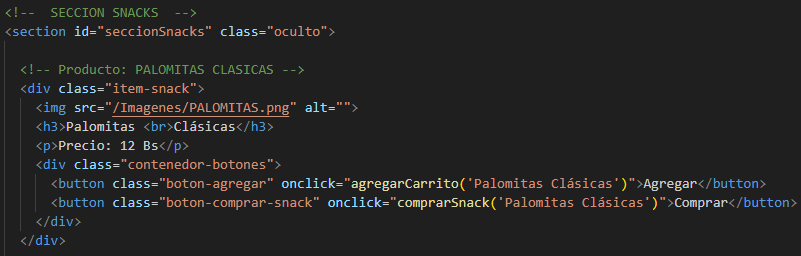 <!--  SECCION SNACKS  -->
<section id="seccionSnacks" class="oculto">
<!-- Producto: PALOMITAS CLASICAS -->
<div class="item-snack">
<img src="/Imagenes/PALOMITAS.png" alt="">
<h3>Palomitas <br>Clásicas</h3>
<p>Precio: 12 Bs</p>
<div class="contenedor-botones">
<button class="boton-agregar" onclick="agregarCarrito('Palomitas Clásicas')">Agregar</button>
<button class="boton-comprar-snack" onclick="comprarSnack('Palomitas Clásicas')">Comprar</button>
</div>
</div>